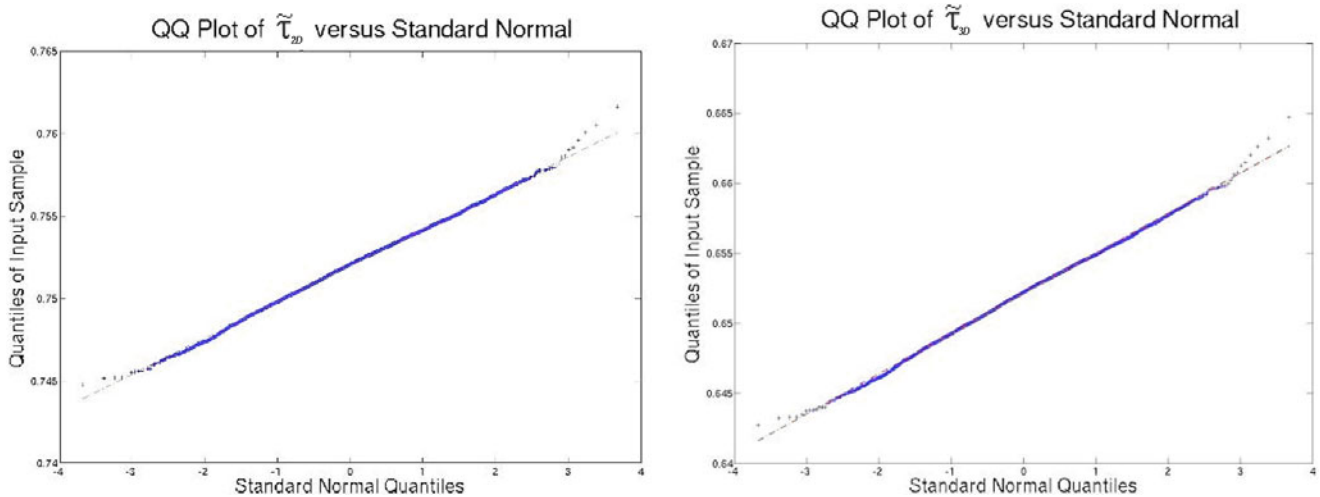 QQ Plot of τ̃2D versus Standard Normal
0.765
0.76
0.755
0.75
0.745
0.74
Quantiles of Input Sample
-4 -3 -2 -1 0 1 2 3 4
Standard Normal Quantiles
QQ Plot of τ̃3D versus Standard Normal
0.67
0.665
0.66
0.655
0.65
0.645
0.64
Quantiles of Input Sample
-4 -3 -2 -1 0 1 2 3 4
Standard Normal Quantiles